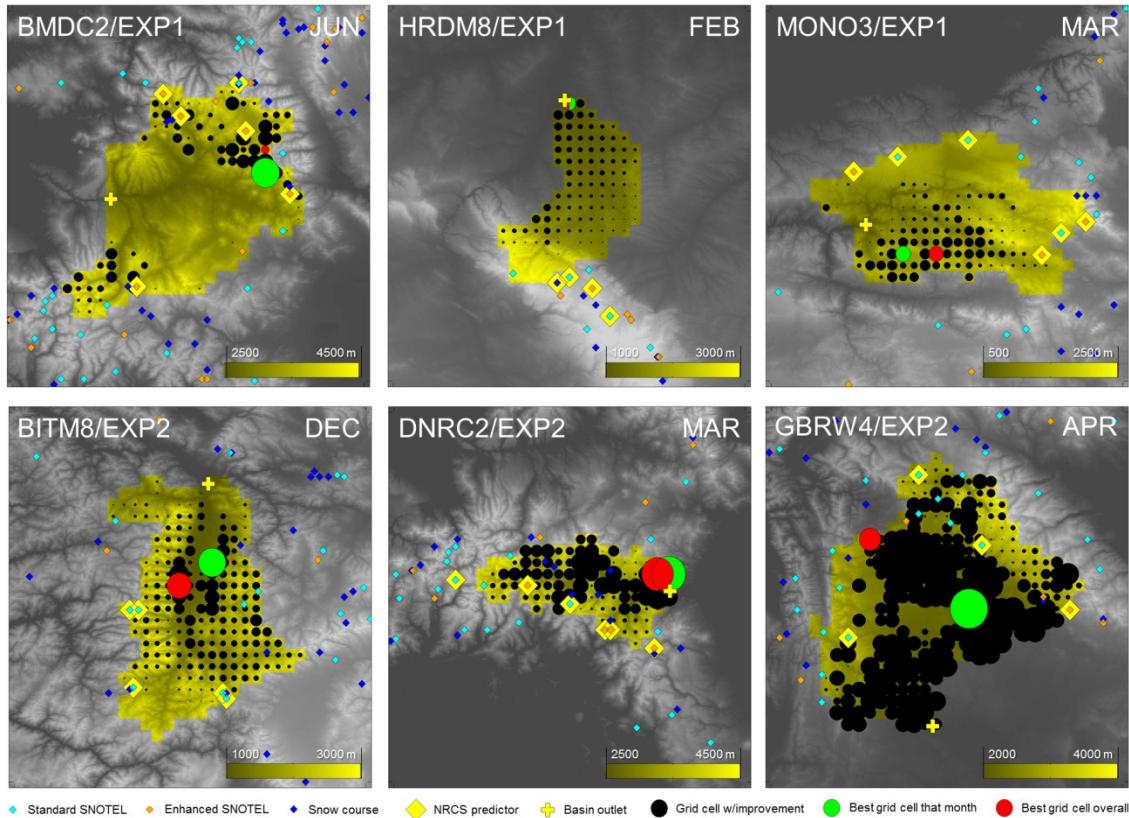 BMDC2/EXP1 JUN
2500 4500 m
HRDM8/EXP1 FEB
1000 3000 m
MONO3/EXP1 MAR
500 2500 m
BITM8/EXP2 DEC
1000 3000 m
DNRC2/EXP2 MAR
2500 4500 m
GBRW4/EXP2 APR
2000 4000 m
Standard SNOTEL Enhanced SNOTEL Snow course NRCS predictor Basin outlet Grid cell w/improvement Best grid cell that month Best grid cell overall